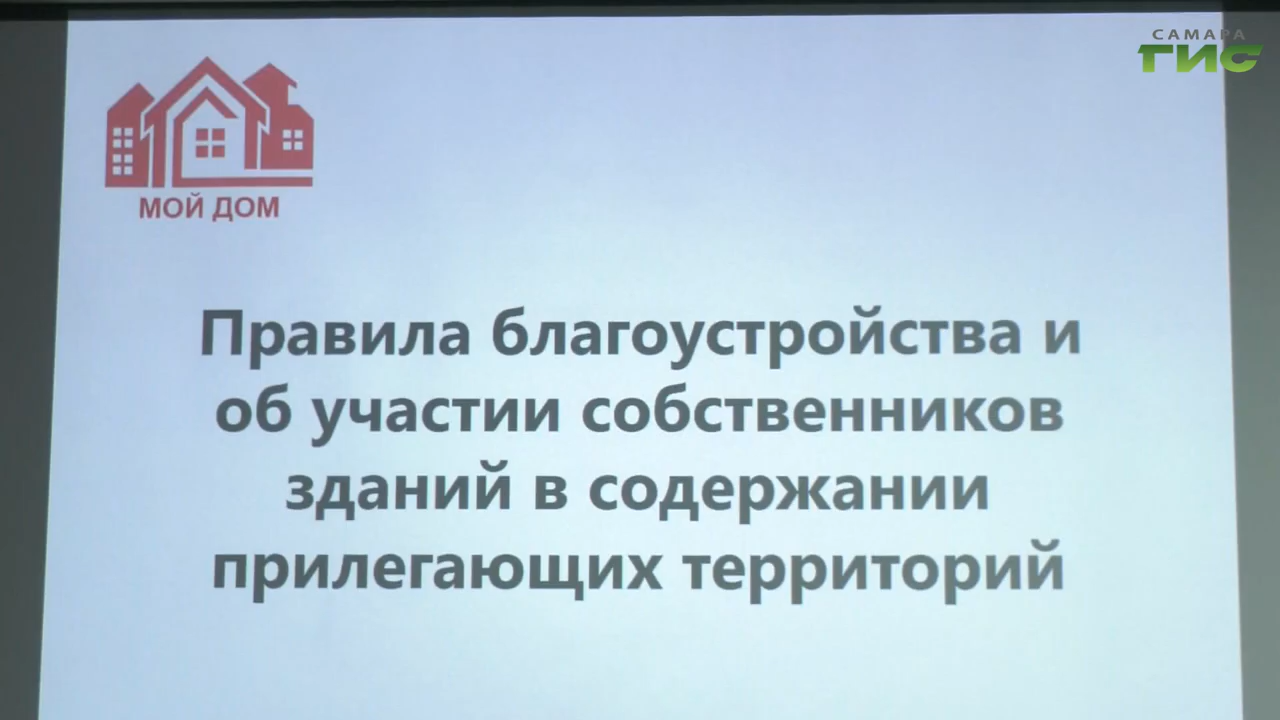 САМАРА
ГИС
МОЙ ДОМ
Правила благоустройства и
об участии собственников
зданий в содержании
прилегающих территорий